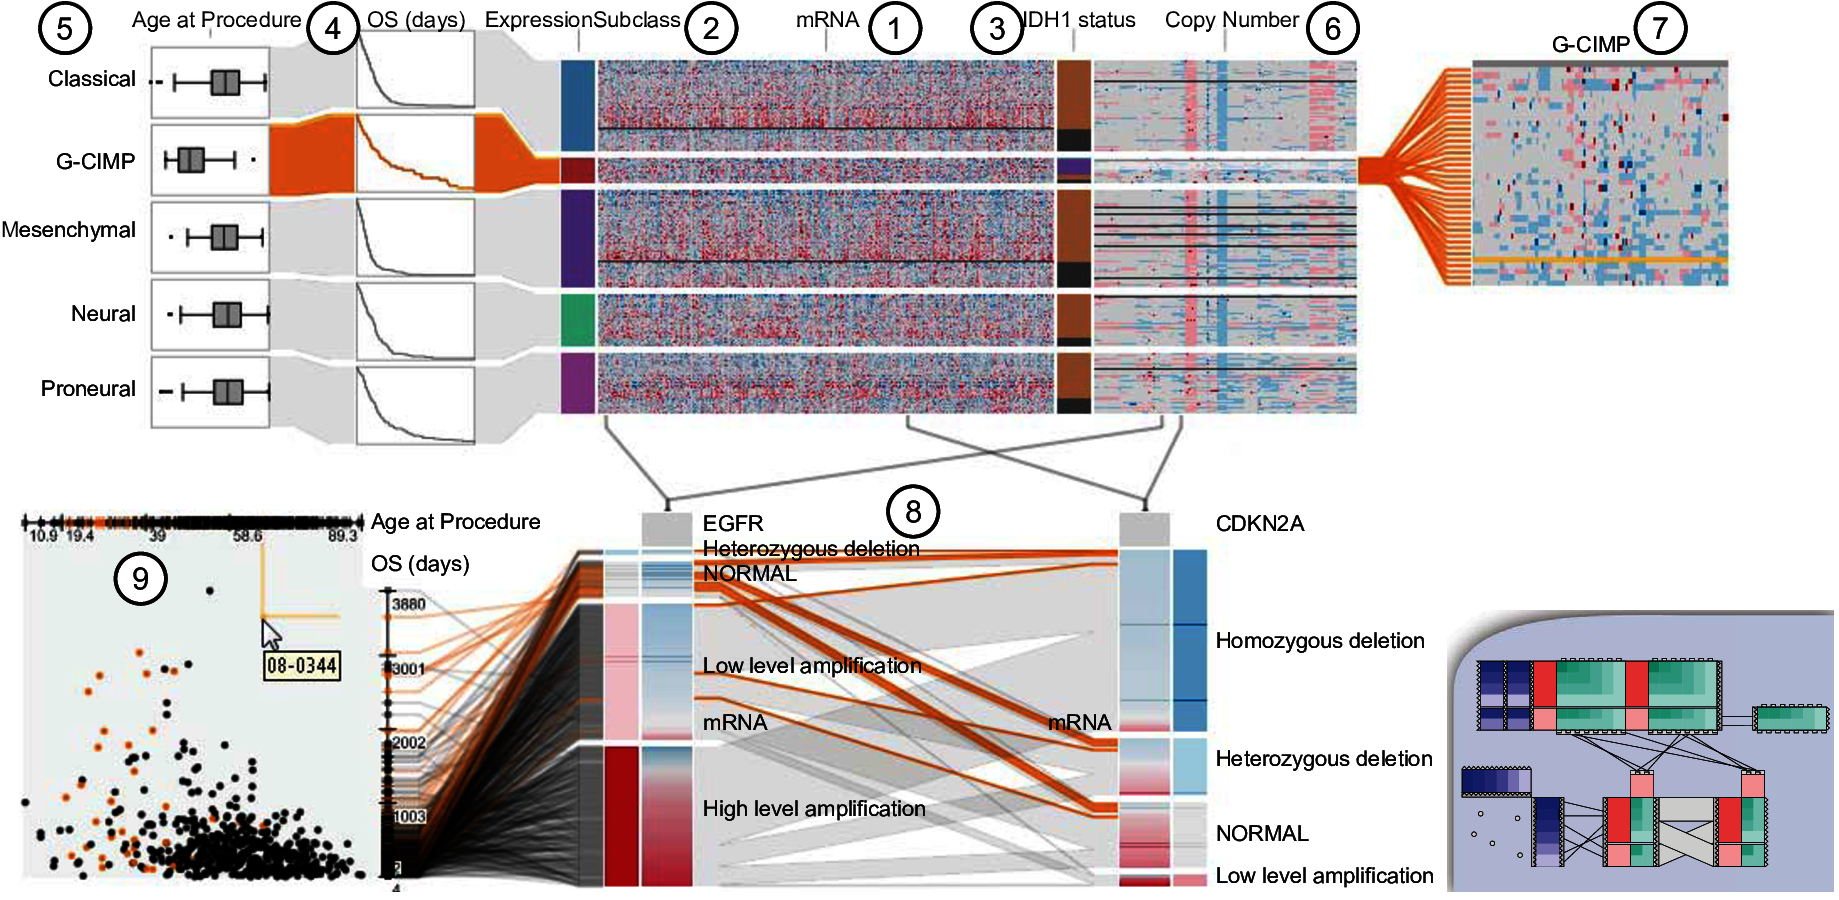 5 Age at Procedure 4 OS (days) ExpressionSubclass 2 mRNA 1 3 IDH1 status Copy Number 6 7
G-CIMP
Classical
G-CIMP
Mesenchymal
Neural
Proneural
8
Age at Procedure
10.9 19.4 39 58.6 89.3
OS (days)
9
3880
3001
2002
1003
4
08-0344
EGFR
Heterozygous deletion
NORMAL
Low level amplification
mRNA
High level amplification
CDKN2A
Homozygous deletion
mRNA
Heterozygous deletion
NORMAL
Low level amplification